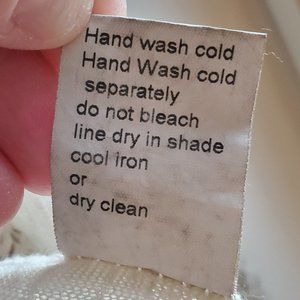 Hand wash cold
Hand Wash cold
separately
do not bleach
line dry in shade
cool iron
or
dry clean